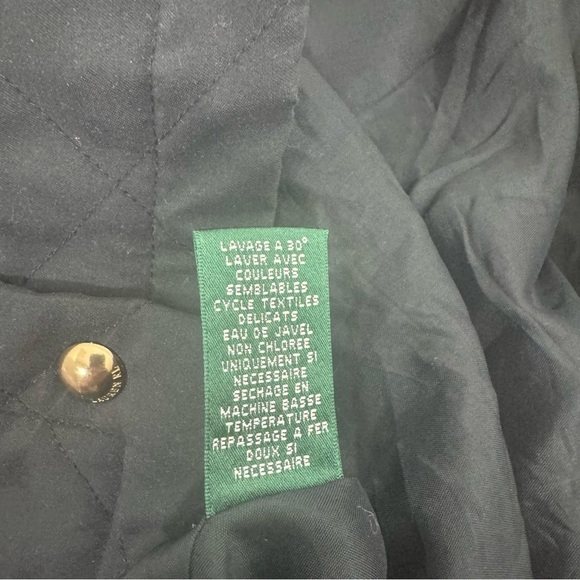 LAVAGE A 30°
LAVER AVEC
COULEURS
SEMBLABLES
CYCLE TEXTILES
DELICATS
EAU DE JAVEL
NON CHLOREE
UNIQUEMENT SI
NECESSAIRE
SECHAGE EN
MACHINE BASSE
TEMPERATURE
REPASSAGE A FER
DOUX SI
NECESSAIRE